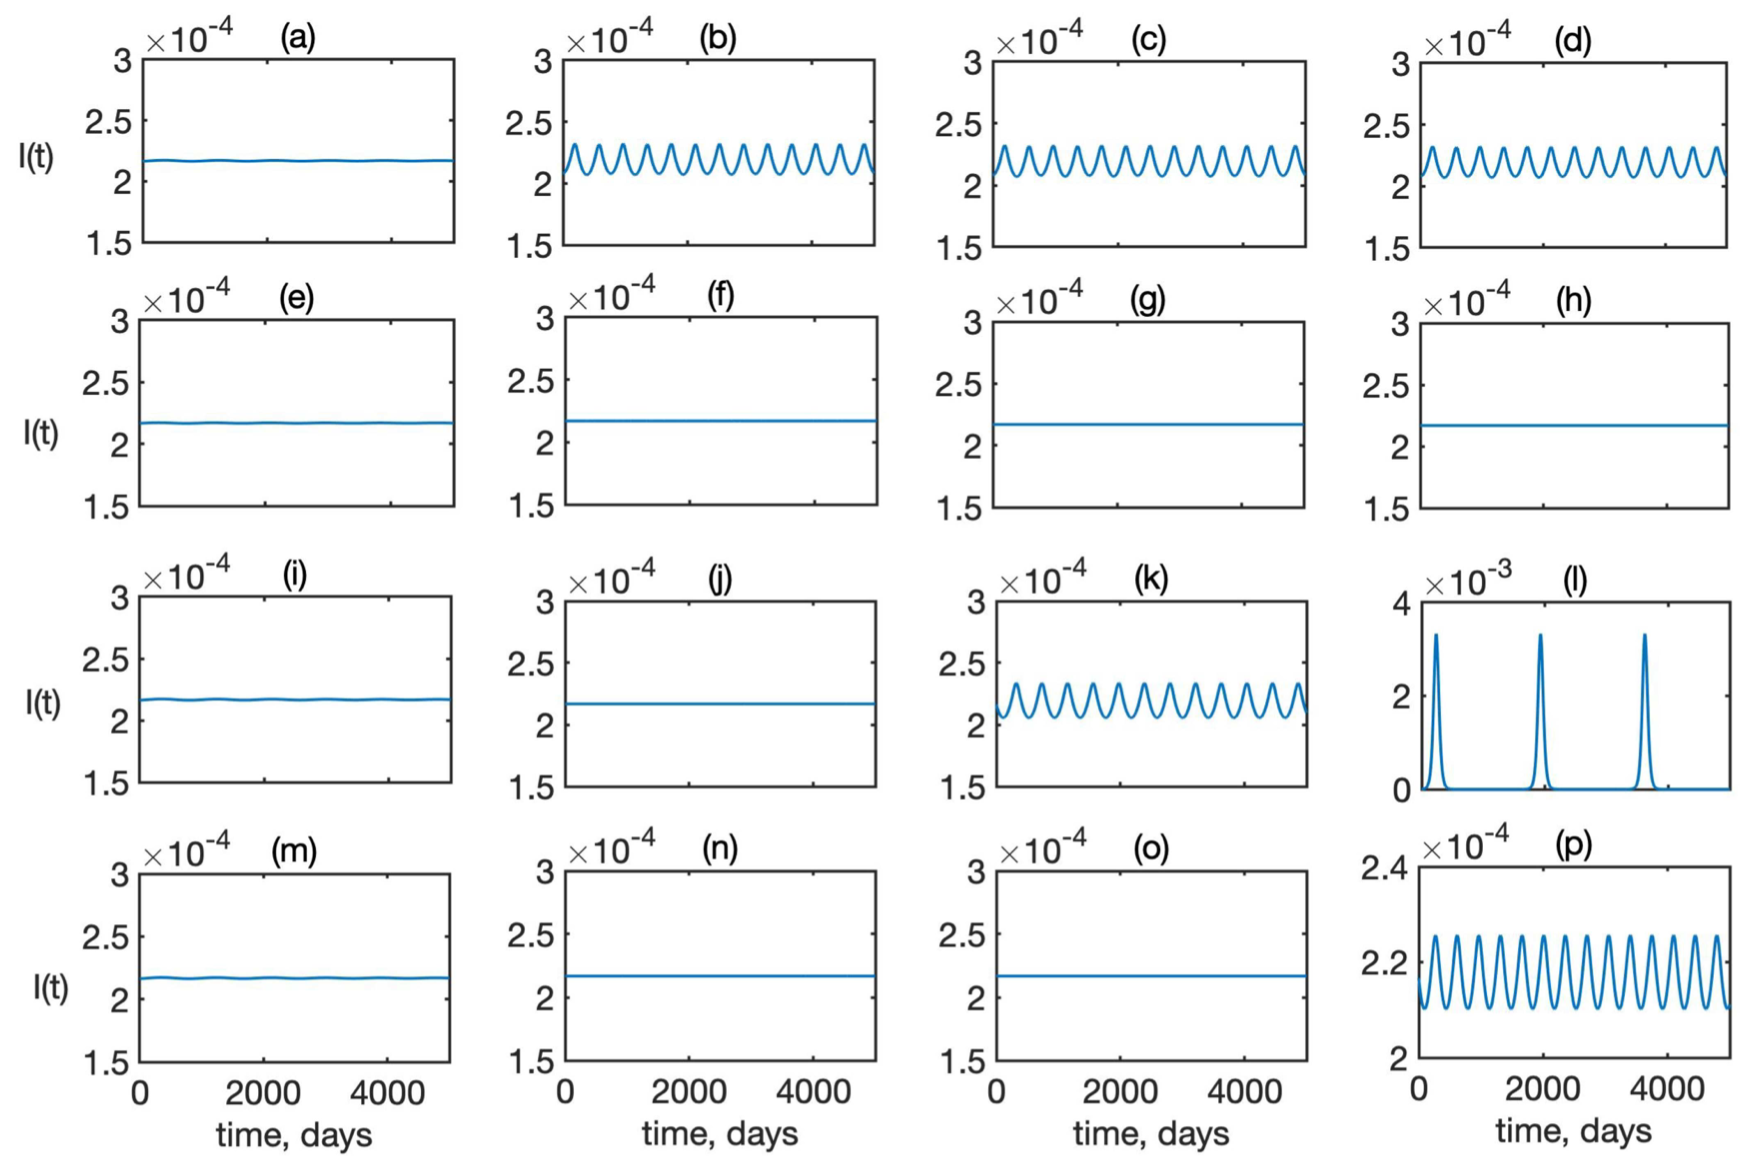 ×10-4 (a) ×10-4 (b) ×10-4 (c) ×10-4 (d)
3 3 3 3
2.5 2.5 2.5 2.5
I(t)
2 2 2 2
1.5 1.5 1.5 1.5
×10-4 (e) ×10-4 (f) ×10-4 (g) ×10-4 (h)
3 3 3 3
2.5 2.5 2.5 2.5
I(t)
2 2 2 2
1.5 1.5 1.5 1.5
×10-4 (i) ×10-4 (j) ×10-4 (k) ×10-3 (l)
3 3 3 4
2.5 2.5 2.5
I(t)
2 2 2 2
1.5 1.5 1.5 0
×10-4 (m) ×10-4 (n) ×10-4 (o) ×10-4 (p)
3 3 3 2.4
2.5 2.5 2.5 2.2
I(t)
2 2 2
1.5 1.5 1.5 2
0 2000 4000 0 2000 4000 0 2000 4000 0 2000 4000
time, days time, days time, days time, days